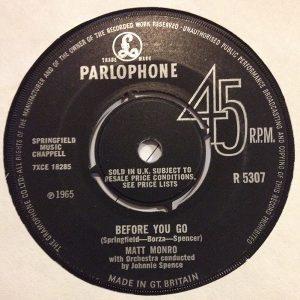 ALL RIGHTS OF THE MANUFACTURER AND OF THE OWNER OF THE RECORDED WORK RESERVED · UNAUTHORISED PUBLIC PERFORMANCE BROADCASTING AND COPYING OF THIS RECORD PROHIBITED
THE GRAMOPHONE CO. LTD.
TRADE MARK
PARLOPHONE
45
R.P.M.
SPRINGFIELD
MUSIC
CHAPPELL
7XCE 18285
SOLD IN U.K. SUBJECT TO
RESALE PRICE CONDITIONS,
SEE PRICE LISTS
R 5307
Ⓟ1965
BEFORE YOU GO
(Springfield—Borza—Spencer)
MATT MONRO
with Orchestra conducted
by Johnnie Spence
MADE IN GT. BRITAIN